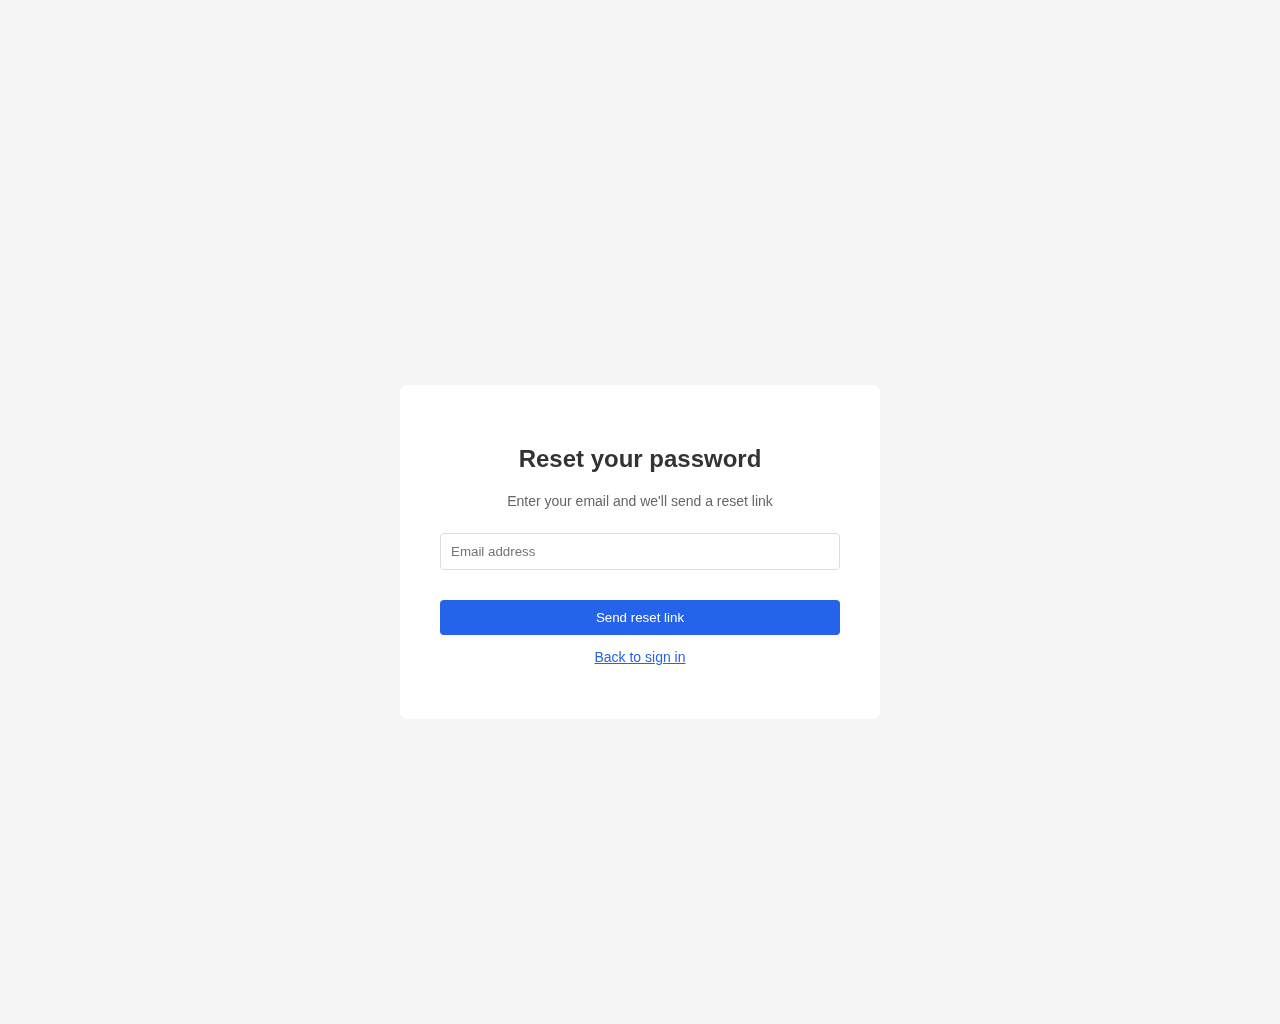 Reset your password
Enter your email and we'll send a reset link
Email address
Send reset link
Back to sign in